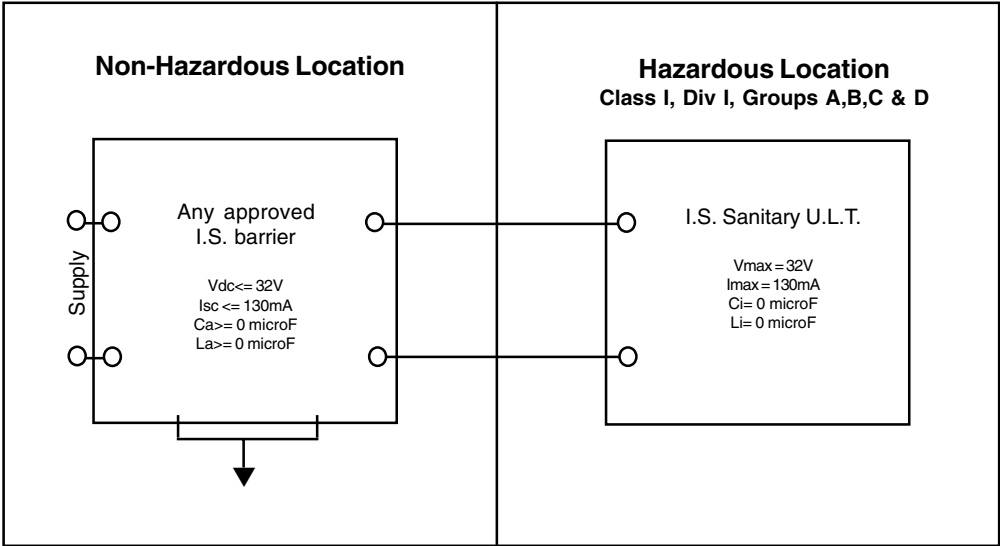 Non-Hazardous Location
Supply
Any approved
I.S. barrier
Vdc<= 32V
Isc <= 130mA
Ca>= 0 microF
La>= 0 microF
Hazardous Location
Class I, Div I, Groups A,B,C & D
I.S. Sanitary U.L.T.
Vmax = 32V
Imax = 130mA
Ci= 0 microF
Li= 0 microF